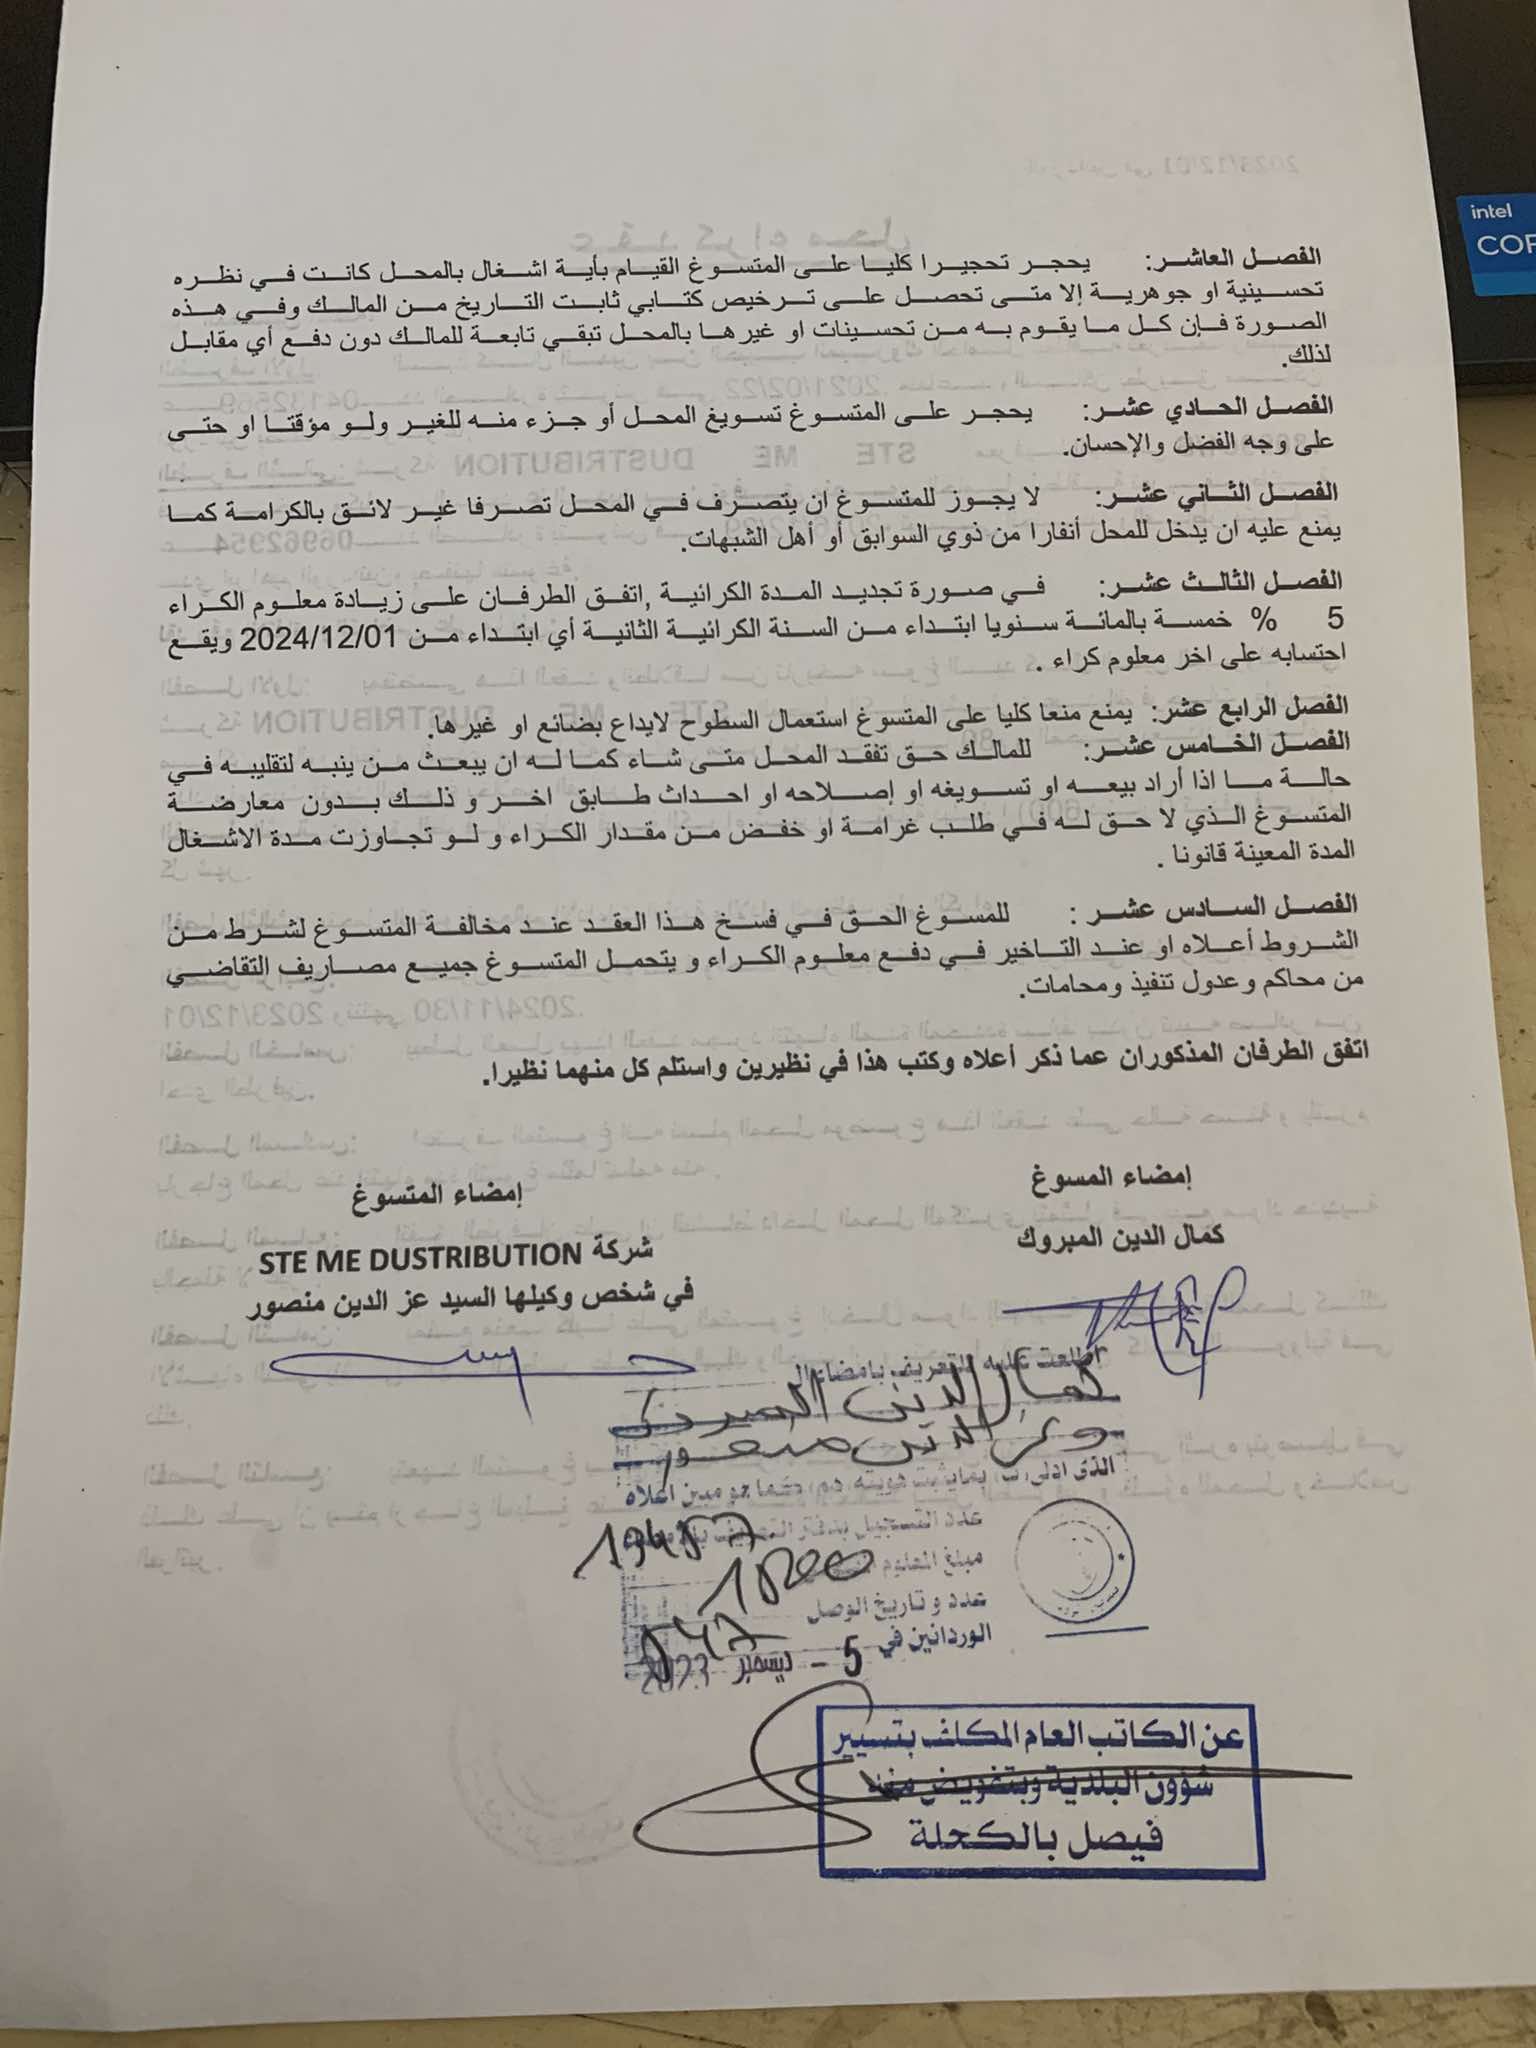 الفصل العاشر: يحجر تحجيرا كليا على المتسوغ القيام بأية اشغال بالمحل كانت في نظره
تحسينية او جوهرية إلا متى تحصل على ترخيص كتابي ثابت التاريخ من المالك وفي هذه
الصورة فإن كل ما يقوم به من تحسينات او غيرها بالمحل تبقي تابعة للمالك دون دفع أي مقابل
لذلك.
الفصل الحادي عشر: يحجر على المتسوغ تسويغ المحل أو جزء منه للغير ولو مؤقتا او حتى
على وجه الفضل والإحسان.
الفصل الثاني عشر: لا يجوز للمتسوغ ان يتصرف في المحل تصرفا غير لائق بالكرامة كما
يمنع عليه ان يدخل للمحل أنفارا من ذوي السوابق أو أهل الشبهات.
الفصل الثالث عشر: في صورة تجديد المدة الكرائية ,اتفق الطرفان على زيادة معلوم الكراء
5 % خمسة بالمائة سنويا ابتداء من السنة الكرائية الثانية أي ابتداء من 2024/12/01 ويقع
احتسابه على اخر معلوم كراء .
الفصل الرابع عشر: يمنع منعا كليا على المتسوغ استعمال السطوح لايداع بضائع او غيرها.
الفصل الخامس عشر: للمالك حق تفقد المحل متى شاء كما له ان يبعث من ينبه لتقليبه في
حالة ما اذا أراد بيعه او تسويغه او إصلاحه او احداث طابق اخر و ذلك بدون معارضة
المتسوغ الذي لا حق له في طلب غرامة او خفض من مقدار الكراء و لو تجاوزت مدة الاشغال
المدة المعينة قانونا .
الفصل السادس عشر : للمسوغ الحق في فسخ هذا العقد عند مخالفة المتسوغ لشرط من
الشروط أعلاه او عند التاخير في دفع معلوم الكراء و يتحمل المتسوغ جميع مصاريف التقاضي
من محاكم وعدول تنفيذ ومحامات.
اتفق الطرفان المذكوران عما ذكر أعلاه وكتب هذا في نظيرين واستلم كل منهما نظيرا.
إمضاء المسوغ
كمال الدين المبروك
إمضاء المتسوغ
شركة STE ME DUSTRIBUTION
في شخص وكيلها السيد عز الدين منصور
اطلعت عليه للتعريف بامضاء ال
كمال الدين المبروك
وعز الدين منصور
الذي ادلى بما يثبت هويته كما هو مبين اعلاه
عدد التسجيل بدفتر التعريف بالامضاء
مبلغ المعلوم
عدد و تاريخ الوصل
الوردانين في 5 - ديسمبر 2023
intel
عن الكاتب العام المكلف بتسيير
شؤون البلدية وبتفويض منه
فيصل بالكحلة